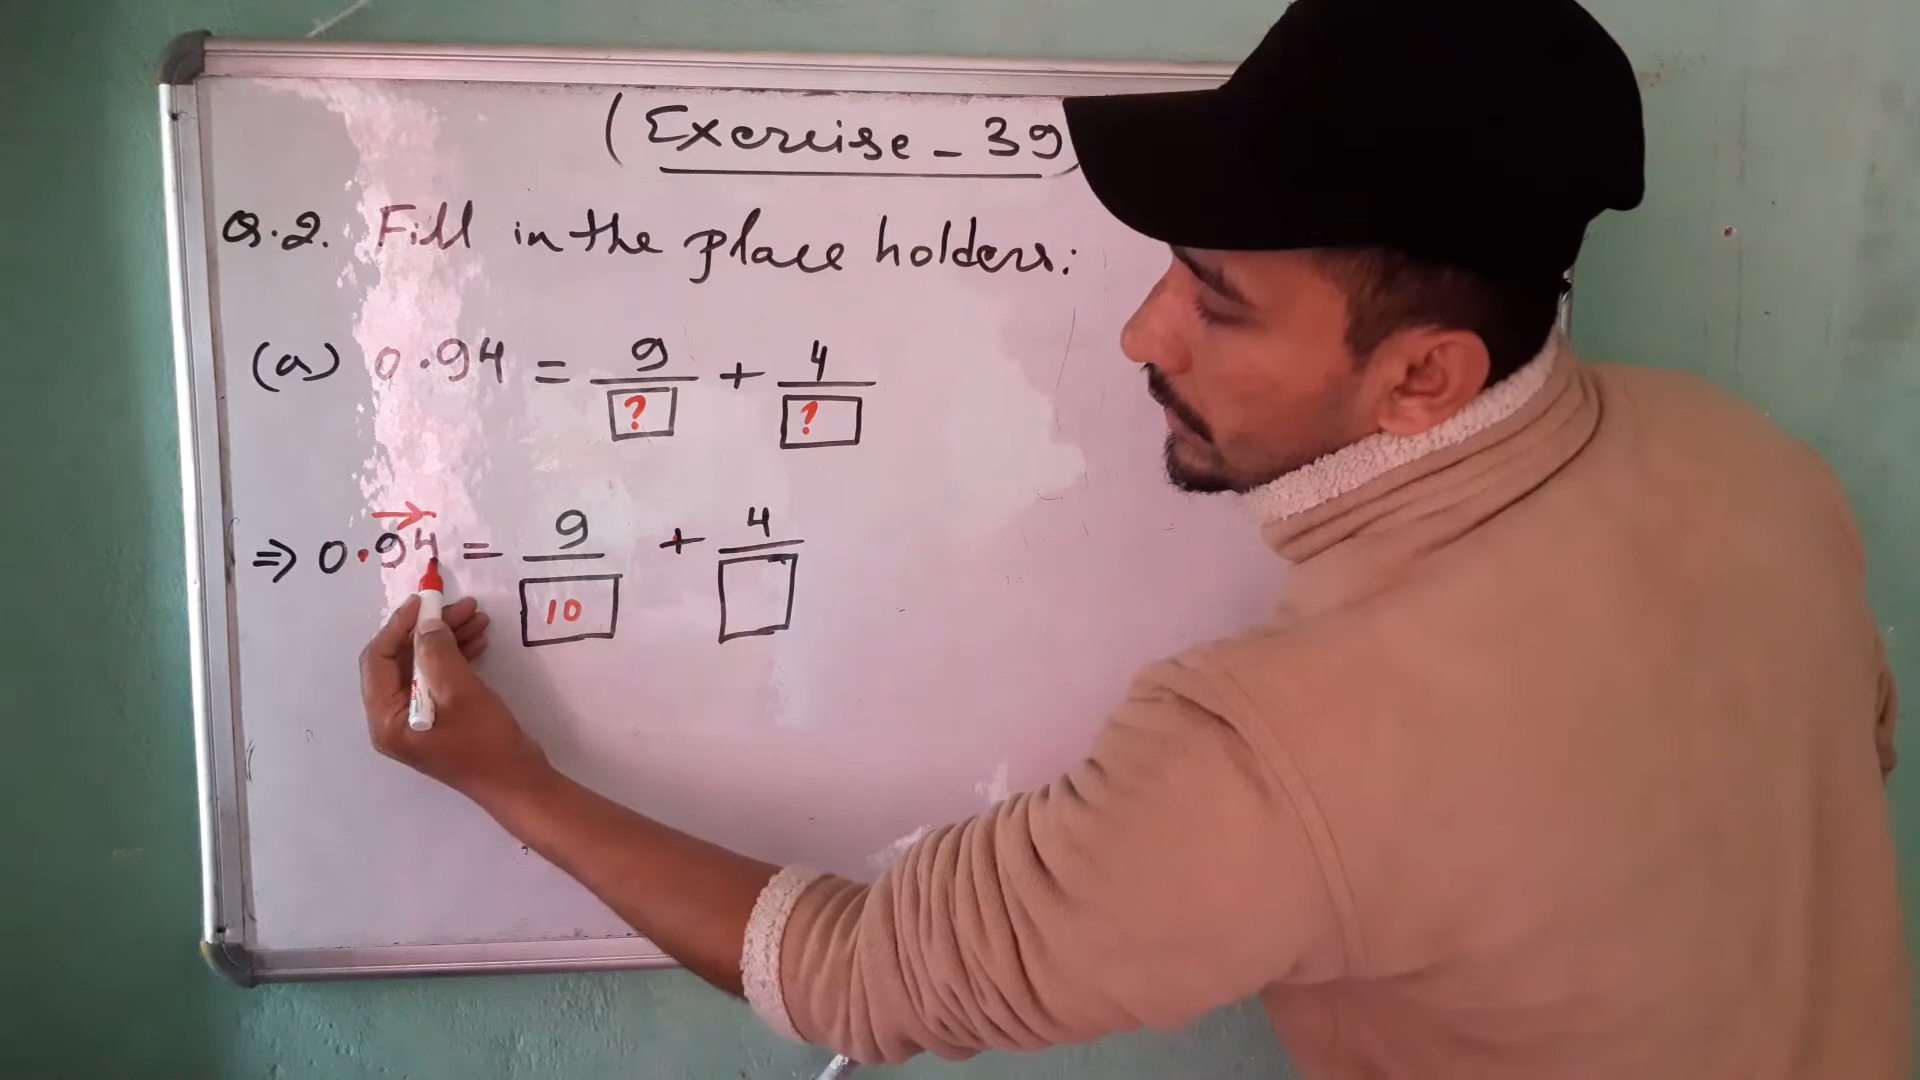 (Exercise - 39)
Q.2. Fill in the place holders:
(a) 0.94 = 9/? + 4/?
⇒ 0.94 = 9/10 + 4/□